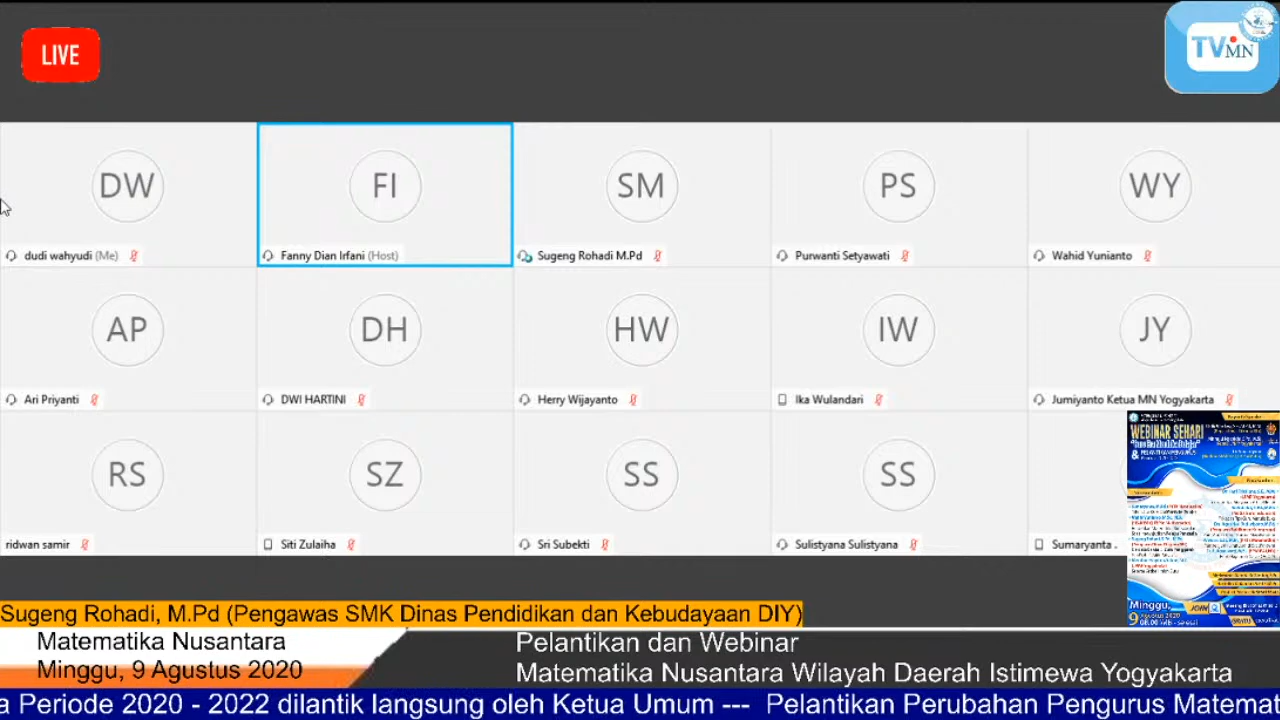 LIVE
TVMN
DW
FI
SM
PS
WY
dudi wahyudi (Me)
Fanny Dian Irfani (Host)
Sugeng Rohadi M.Pd
Purwanti Setyawati
Wahid Yunianto
AP
DH
HW
IW
JY
Ari Priyanti
DWI HARTINI
Herry Wijayanto
Ika Wulandari
Jumiyanto Ketua MN Yogyakarta
RS
SZ
SS
SS
ridwan samir
Siti Zulaiha
Sri Subekti
Sulistyana Sulistyana
Sumaryanta .
WEBINAR SEHARI
Minggu,
JOIN
Sugeng Rohadi, M.Pd (Pengawas SMK Dinas Pendidikan dan Kebudayaan DIY)
Matematika Nusantara
Minggu, 9 Agustus 2020
Pelantikan dan Webinar
Matematika Nusantara Wilayah Daerah Istimewa Yogyakarta
a Periode 2020 - 2022 dilantik langsung oleh Ketua Umum --- Pelantikan Perubahan Pengurus Matemat